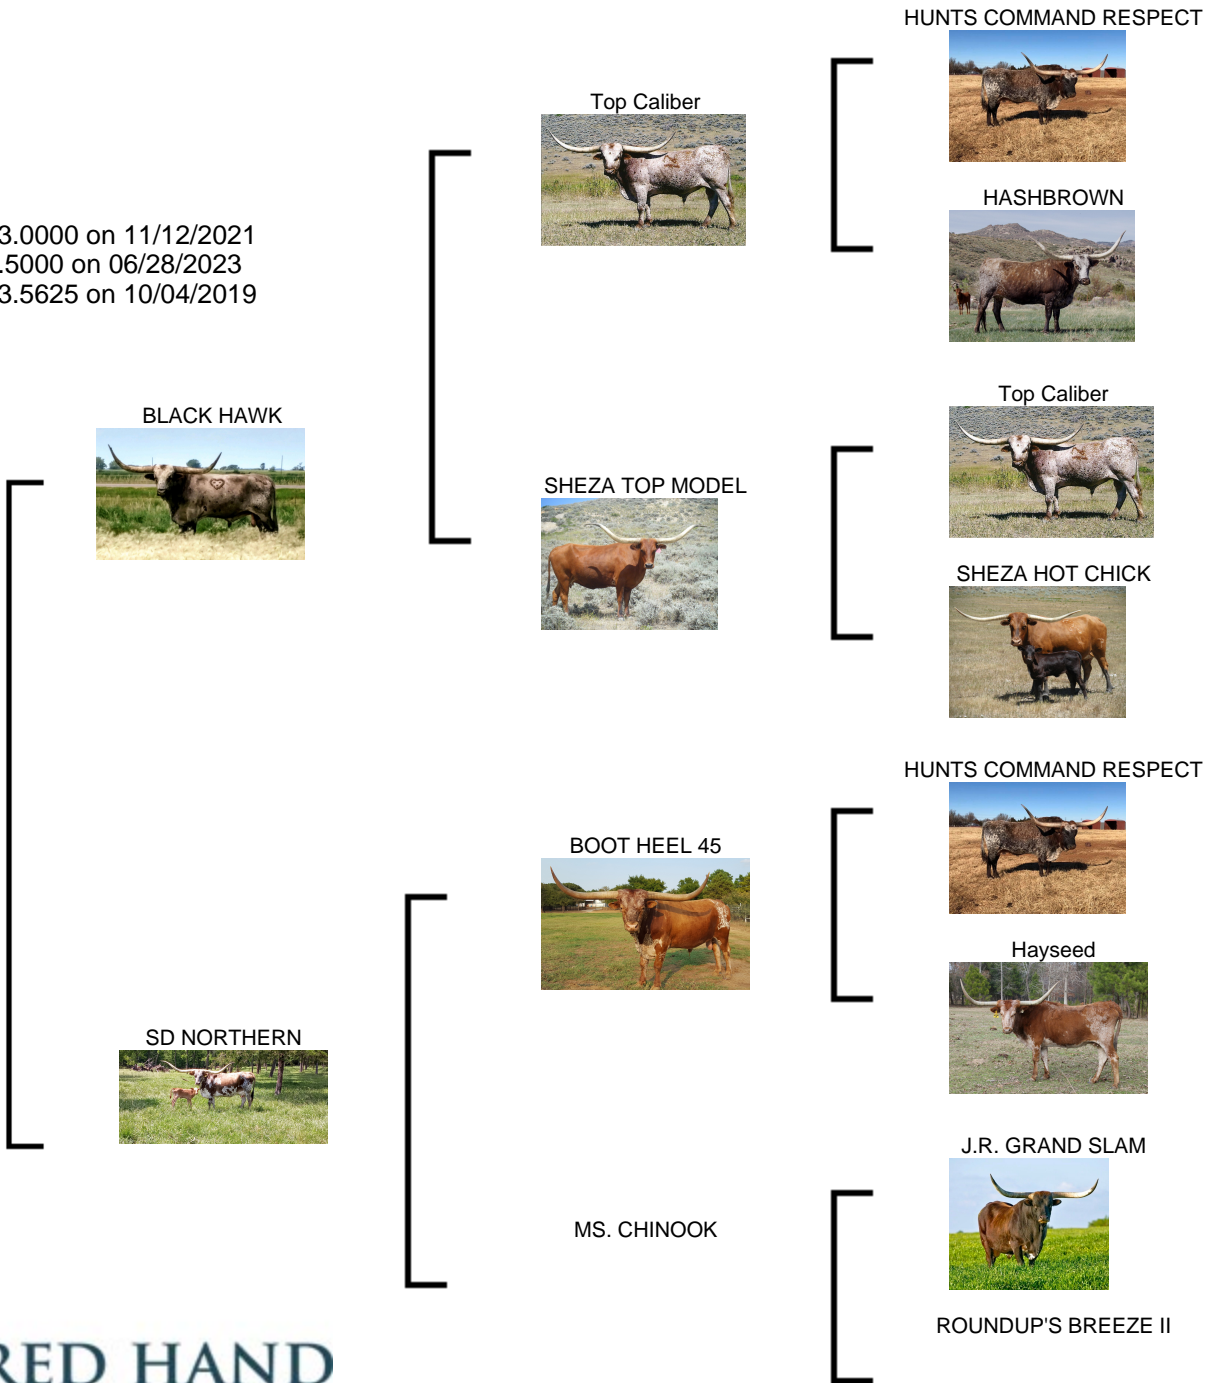 HUNTS COMMAND RESPECT
Top Caliber
HASHBROWN
3.0000 on 11/12/2021
.5000 on 06/28/2023
3.5625 on 10/04/2019
Top Caliber
BLACK HAWK
SHEZA TOP MODEL
SHEZA HOT CHICK
HUNTS COMMAND RESPECT
BOOT HEEL 45
Hayseed
SD NORTHERN
J.R. GRAND SLAM
MS. CHINOOK
ROUNDUP'S BREEZE II
RED HAND